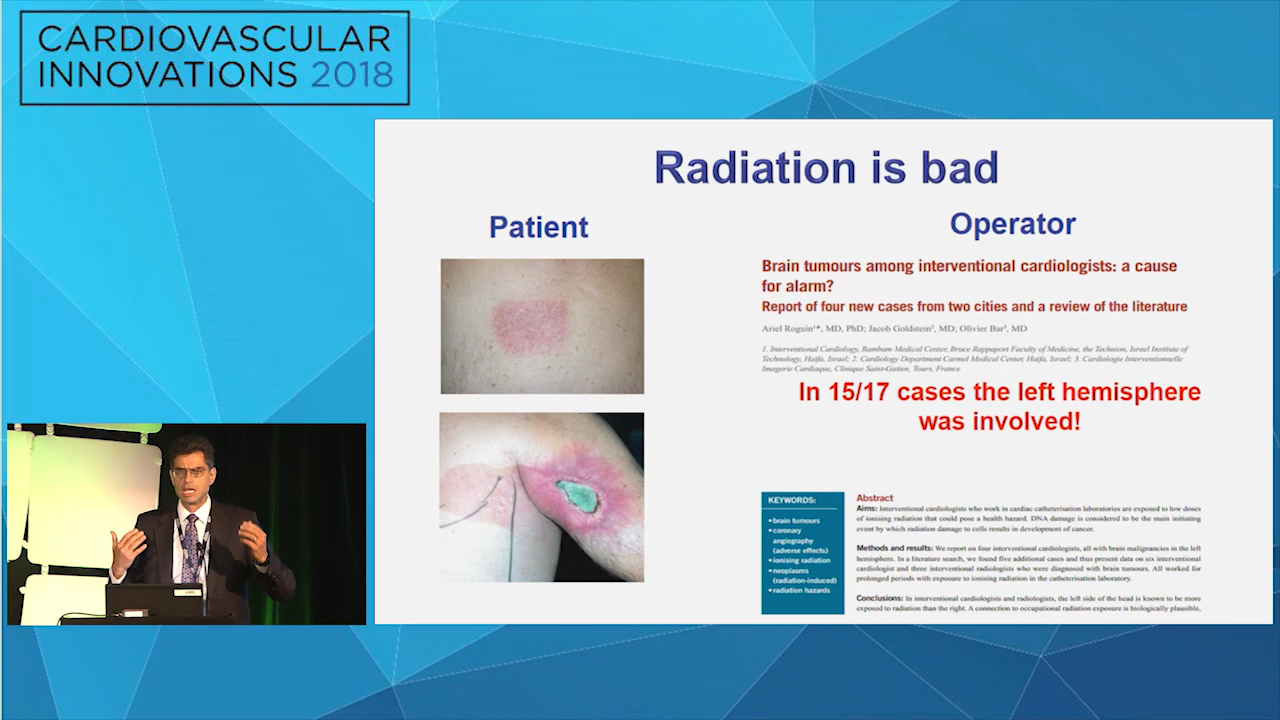 CARDIOVASCULAR
INNOVATIONS 2018
Radiation is bad
Patient
Operator
Brain tumours among interventional cardiologists: a cause
for alarm?
Report of four new cases from two cities and a review of the literature
Ariel Roguin¹*, MD, PhD; Jacob Goldstein², MD; Olivier Bar³, MD
1. Interventional Cardiology, Rambam Medical Center, Bruce Rappaport Faculty of Medicine, the Technion, Israel Institute of
Technology, Haifa, Israel; 2. Cardiology Department Carmel Medical Center, Haifa, Israel; 3. Cardiologie Interventionnelle
Imagerie Cardiaque, Clinique Saint-Gatien, Tours, France
In 15/17 cases the left hemisphere
was involved!
KEYWORDS:
• brain tumours
• coronary
angiography
(adverse effects)
• ionising radiation
• neoplasms
(radiation-induced)
• radiation hazards
Abstract
Aims: Interventional cardiologists who work in cardiac catheterisation laboratories are exposed to low doses
of ionising radiation that could pose a health hazard. DNA damage is considered to be the main initiating
event by which radiation damage to cells results in development of cancer.
Methods and results: We report on four interventional cardiologists, all with brain malignancies in the left
hemisphere. In a literature search, we found five additional cases and thus present data on six interventional
cardiologist and three interventional radiologists who were diagnosed with brain tumours. All worked for
prolonged periods with exposure to ionising radiation in the catheterisation laboratory.
Conclusions: In interventional cardiologists and radiologists, the left side of the head is known to be more
exposed to radiation than the right. A connection to occupational radiation exposure is biologically plausible,